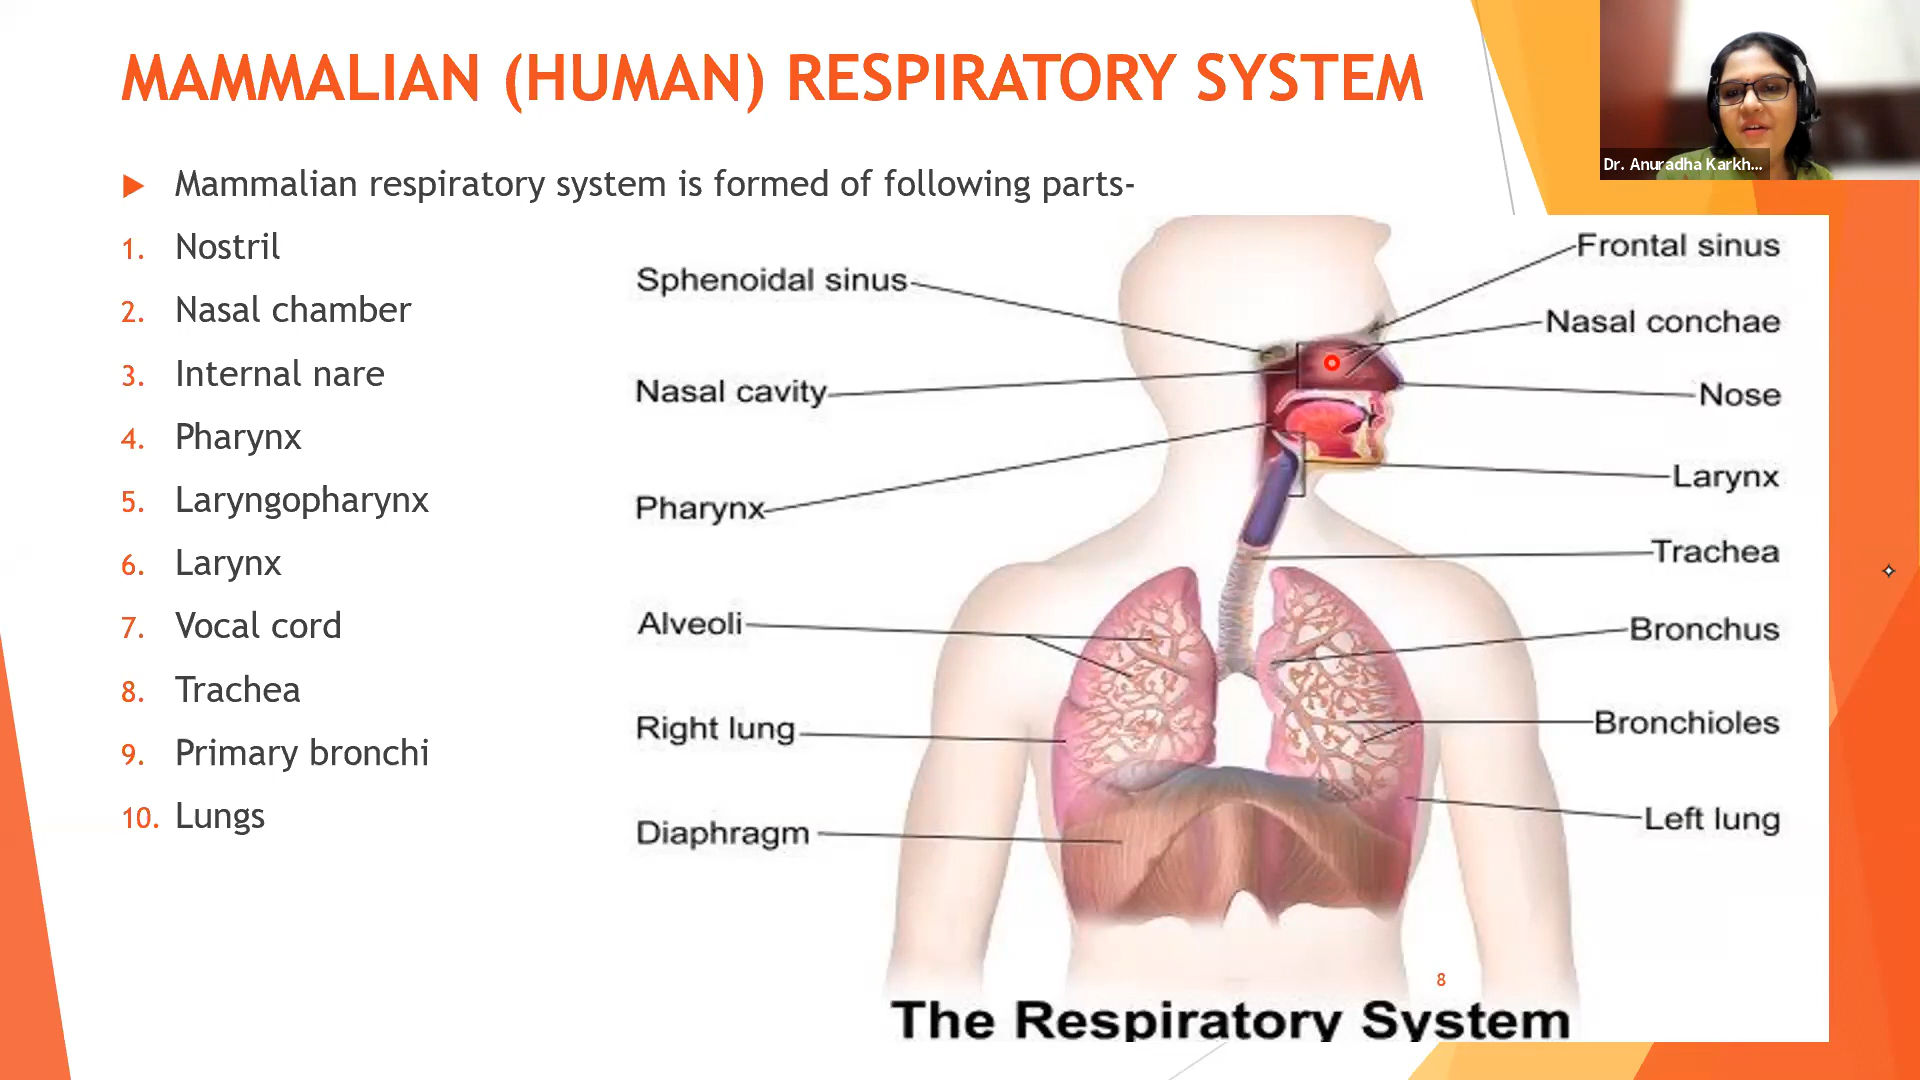 MAMMALIAN (HUMAN) RESPIRATORY SYSTEM
Dr. Anuradha Karkh...
Mammalian respiratory system is formed of following parts-
1. Nostril
2. Nasal chamber
3. Internal nare
4. Pharynx
5. Laryngopharynx
6. Larynx
7. Vocal cord
8. Trachea
9. Primary bronchi
10. Lungs
Sphenoidal sinus
Nasal cavity
Pharynx
Alveoli
Right lung
Diaphragm
Frontal sinus
Nasal conchae
Nose
Larynx
Trachea
Bronchus
Bronchioles
Left lung
8
The Respiratory System